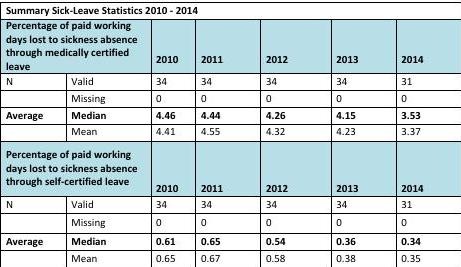 Summary Sick-Leave Statistics 2010 - 2014
Percentage of paid working
days lost to sickness absence
through medically certified
leave 2010 2011 2012 2013 2014
N Valid 34 34 34 34 31
Missing 0 0 0 0 0
Average Median 4.46 4.44 4.26 4.15 3.53
Mean 4.41 4.55 4.32 4.23 3.37
Percentage of paid working
days lost to sickness absence
through self-certified leave
2010 2011 2012 2013 2014
N Valid 34 34 34 34 31
Missing 0 0 0 0 0
Average Median 0.61 0.65 0.54 0.36 0.34
Mean 0.65 0.67 0.58 0.38 0.35